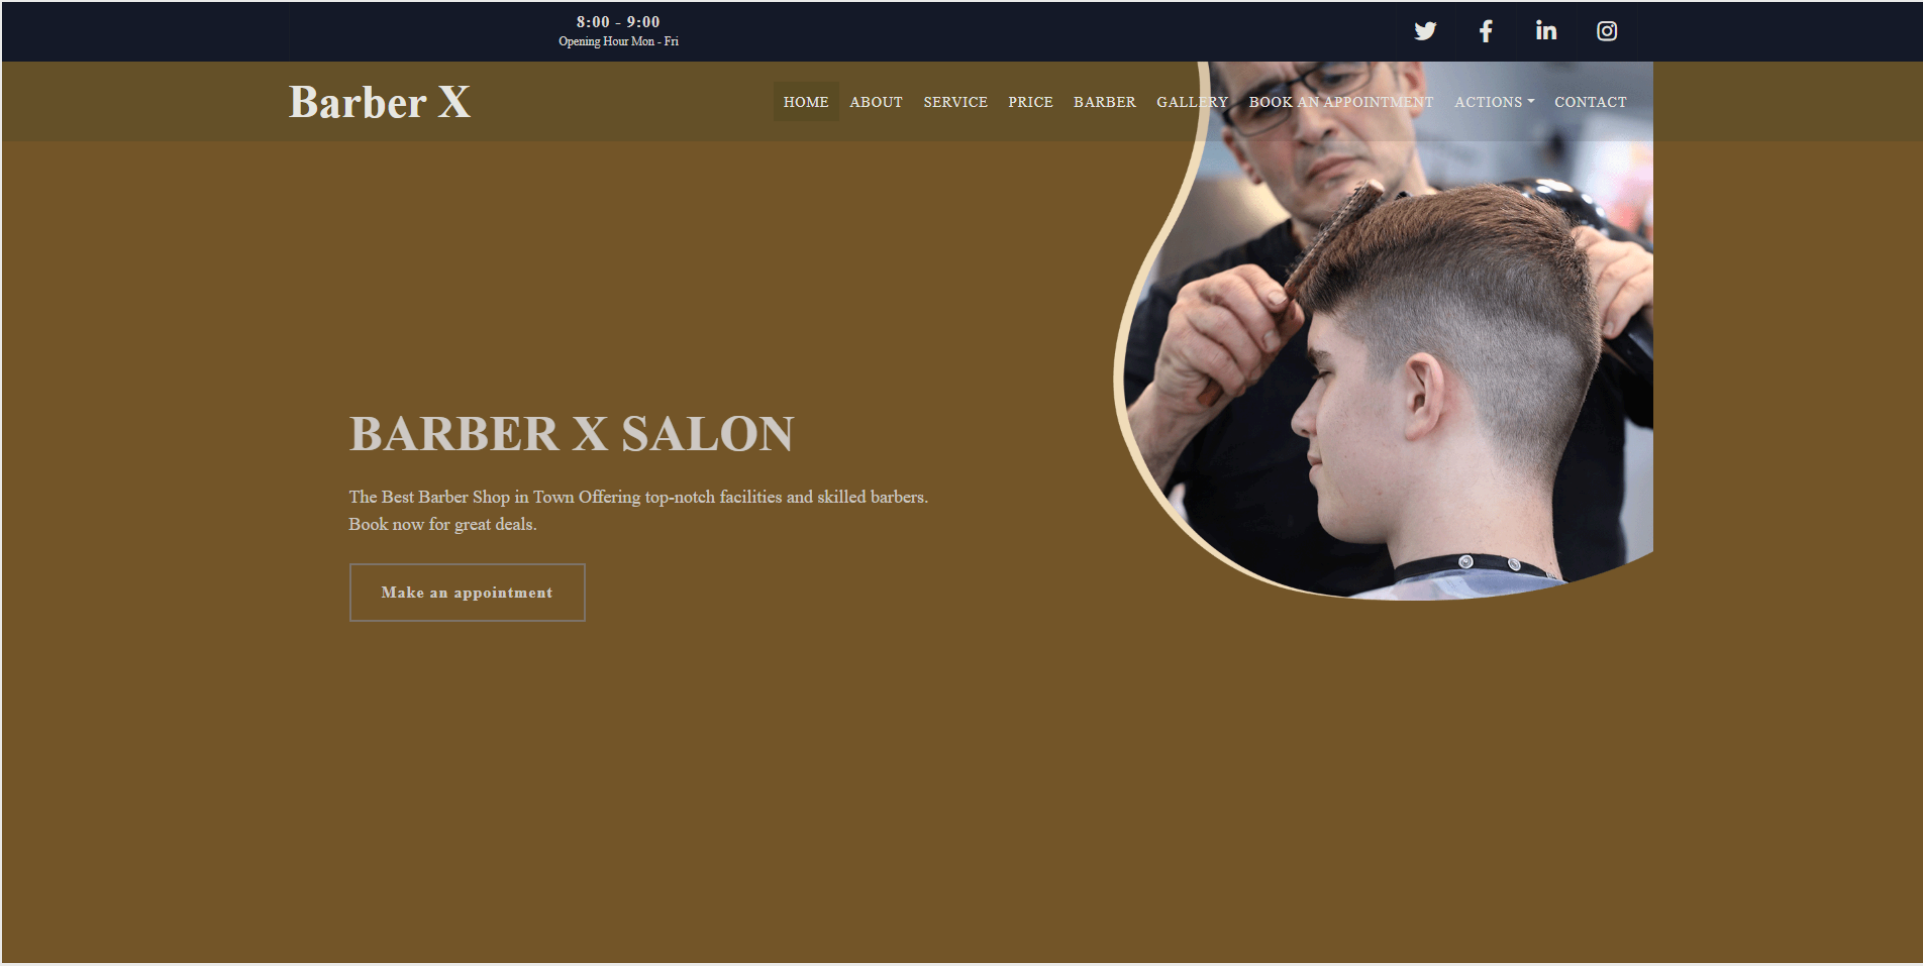 8:00 - 9:00
Opening Hour Mon - Fri
Barber X
HOME ABOUT SERVICE PRICE BARBER GALLERY BOOK AN APPOINTMENT ACTIONS CONTACT
BARBER X SALON
The Best Barber Shop in Town Offering top-notch facilities and skilled barbers.
Book now for great deals.
Make an appointment